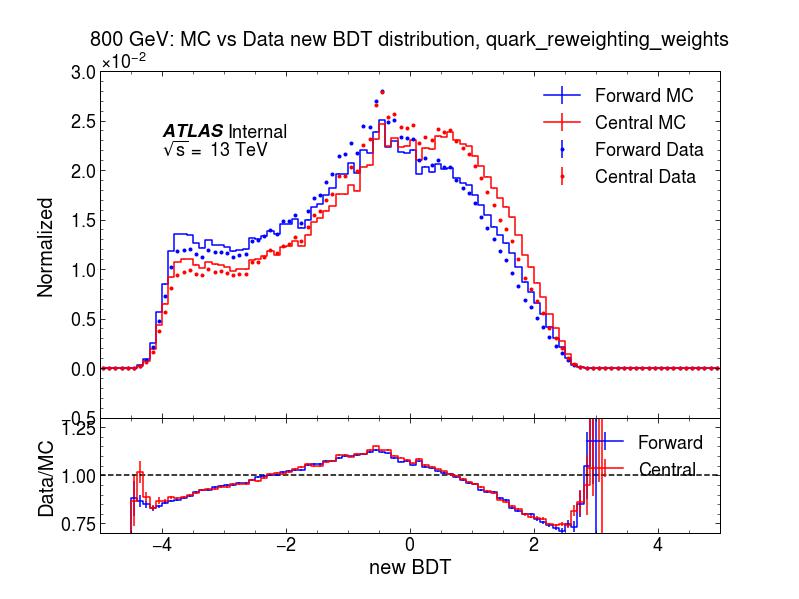 800 GeV: MC vs Data new BDT distribution, quark_reweighting_weights
×10⁻²
3.0
2.5
2.0
1.5
1.0
0.5
0.0
0.5
Normalized
ATLAS Internal
√s = 13 TeV
Forward MC
Central MC
Forward Data
Central Data
1.25
1.00
0.75
Data/MC
Forward
Central
−4
−2
0
2
4
new BDT